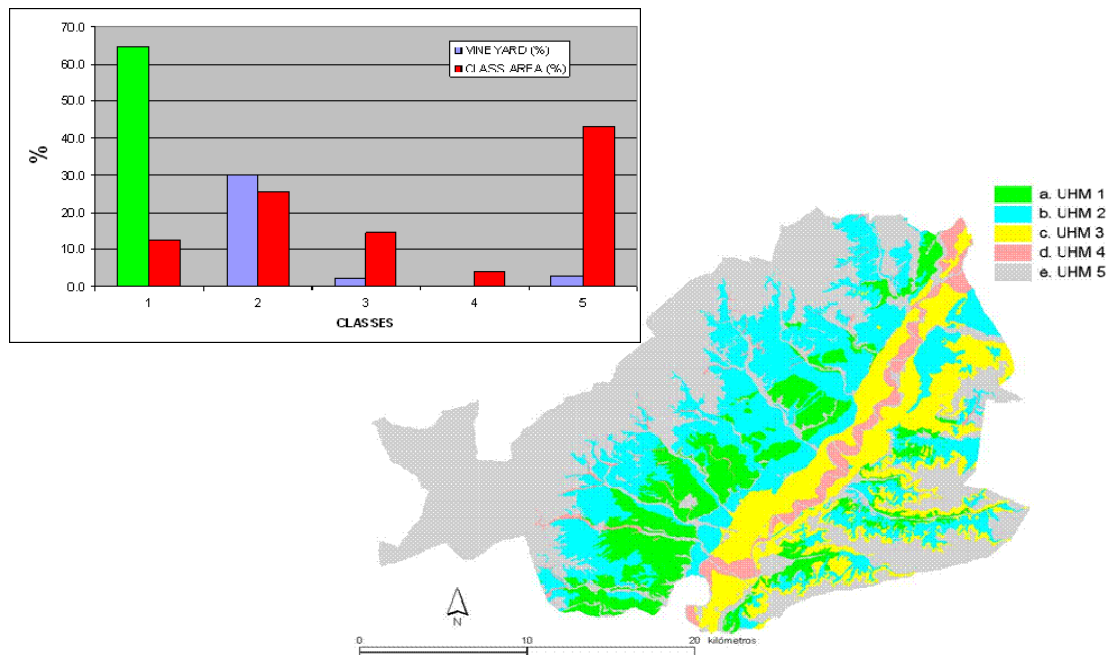 70.0
60.0
50.0
40.0
30.0
20.0
10.0
0.0
%
VINEYARD (%)
CLASS AREA (%)
1 2 3 4 5
CLASSES
a. UHM 1
b. UHM 2
c. UHM 3
d. UHM 4
e. UHM 5
N
0 10 20 kilómetros